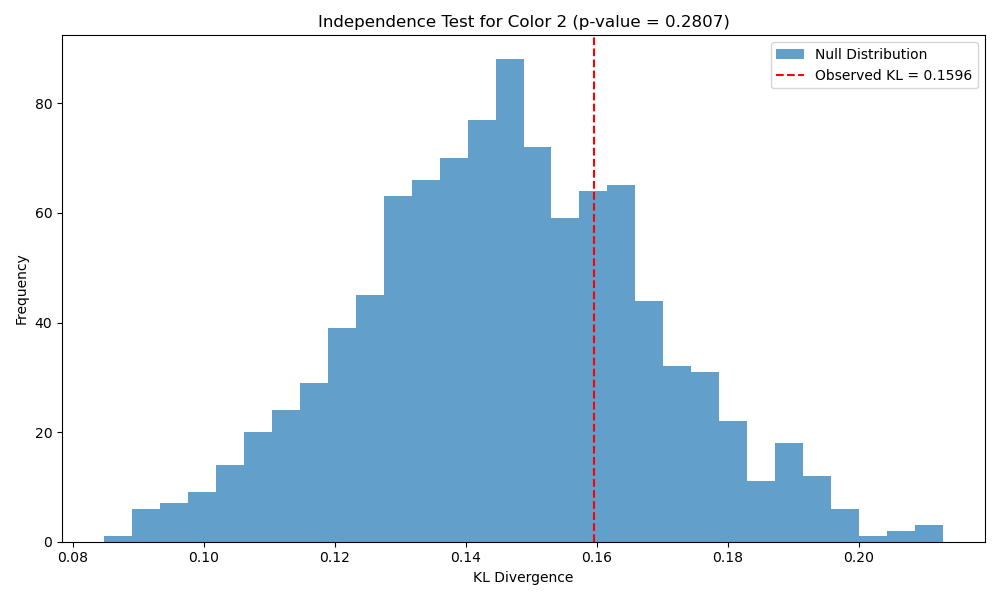 Independence Test for Color 2 (p-value = 0.2807)
Null Distribution
Observed KL = 0.1596
Frequency
80
60
40
20
0
0.08 0.10 0.12 0.14 0.16 0.18 0.20
KL Divergence